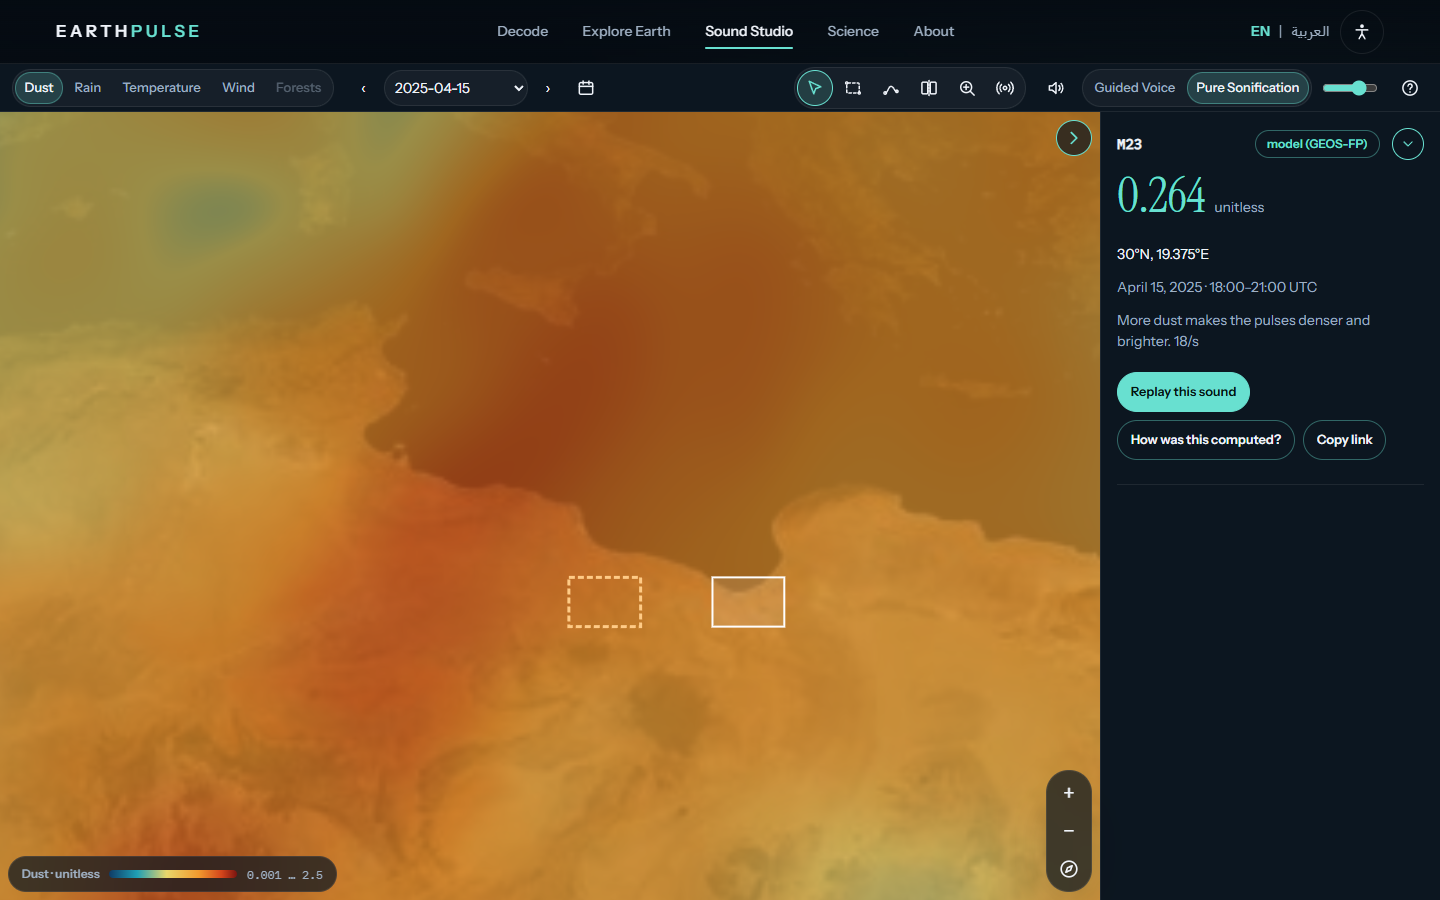 EARTHPULSE
Decode
Explore Earth
Sound Studio
Science
About
EN | العربية
Dust
Rain
Temperature
Wind
Forests
‹
2025-04-15
›
Guided Voice
Pure Sonification
M23
model (GEOS-FP)
0.264 unitless
30°N, 19.375°E
April 15, 2025 · 18:00–21:00 UTC
More dust makes the pulses denser and
brighter. 18/s
Replay this sound
How was this computed?
Copy link
+
−
Dust · unitless
0.001 … 2.5